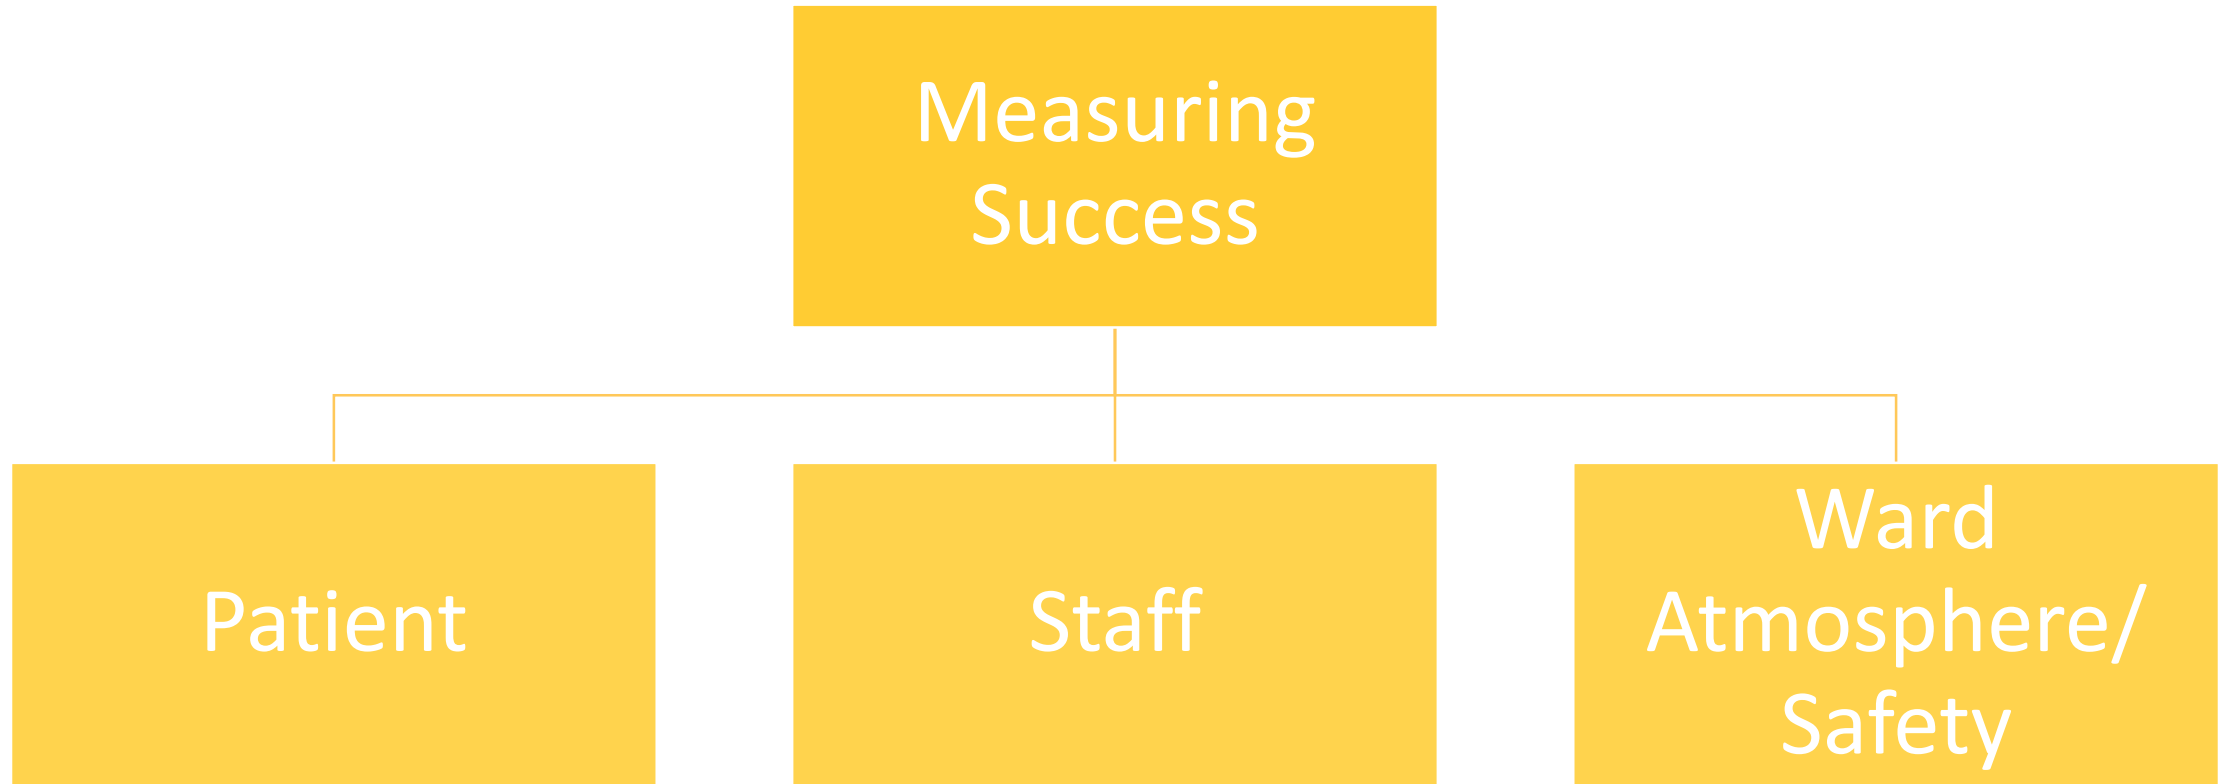 Measuring
Success
Patient
Staff
Ward
Atmosphere/
Safety